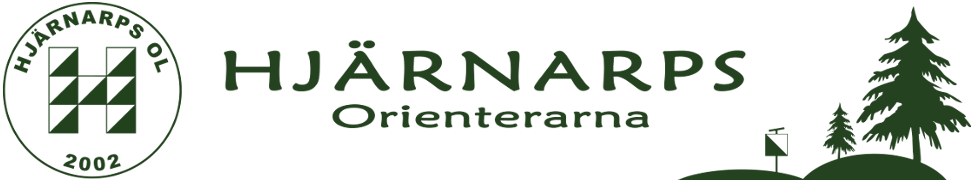 HJÄRNARPS OL
2002
HJÄRNARPS
Orienterarna